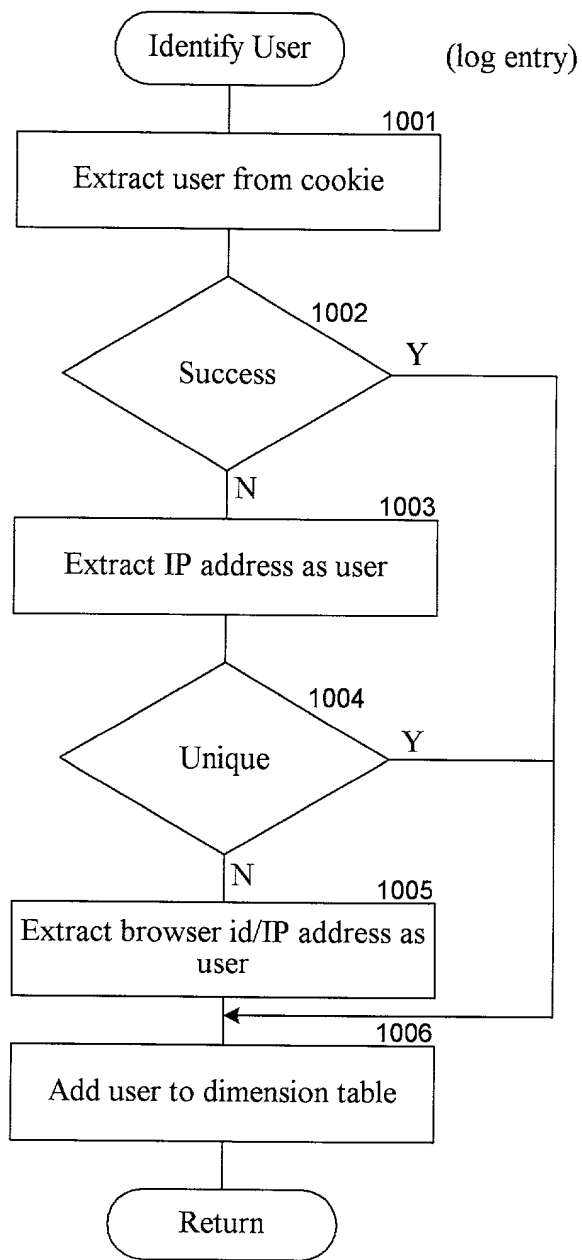 Identify User
(log entry)
1001
Extract user from cookie
1002
Success
Y
N
1003
Extract IP address as user
1004
Unique
Y
N
1005
Extract browser id/IP address as
user
1006
Add user to dimension table
Return